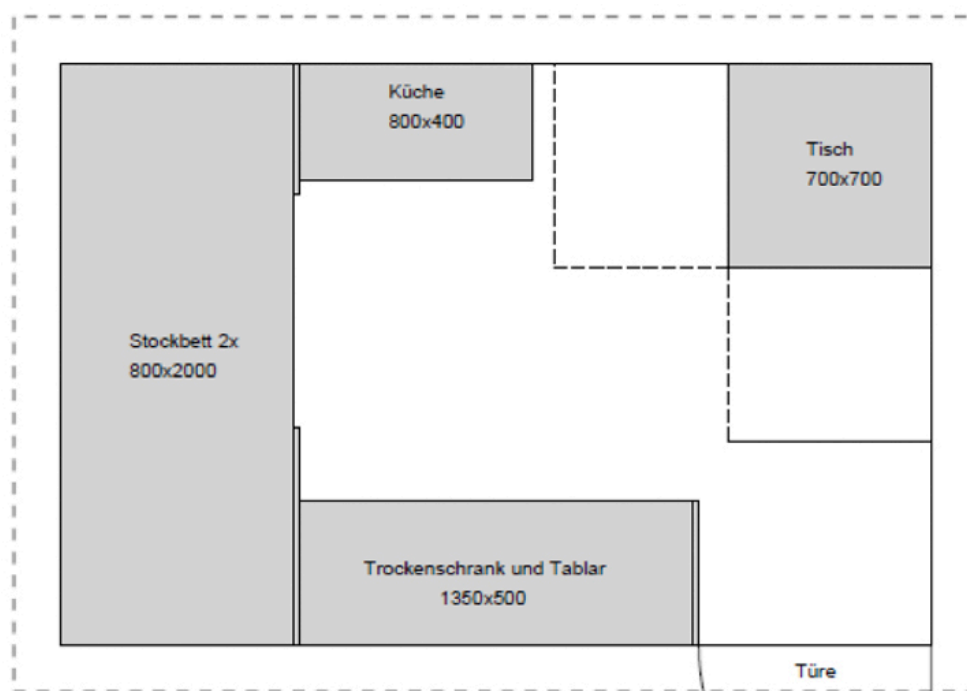 Küche
800x400
Tisch
700x700
Stockbett 2x
800x2000
Trockenschrank und Tablar
1350x500
Türe